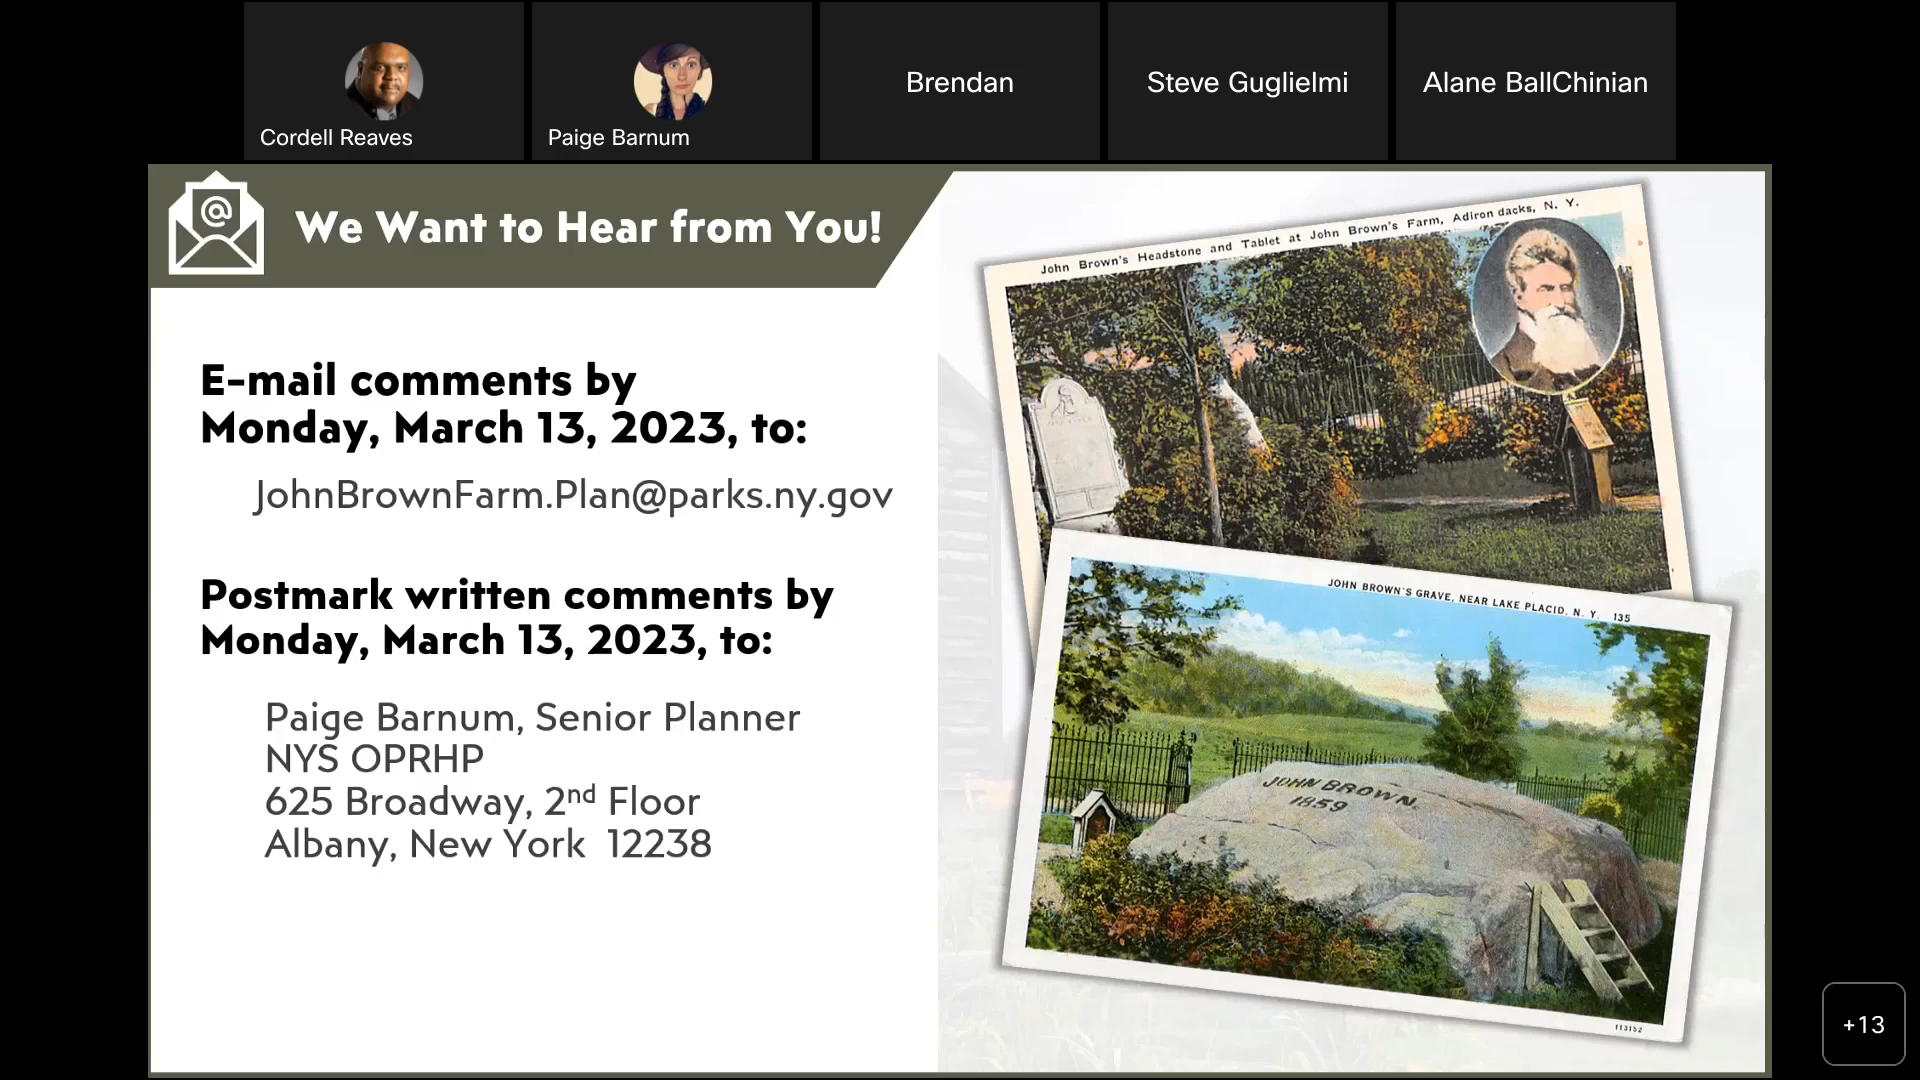 Cordell Reaves
Paige Barnum
Brendan
Steve Guglielmi
Alane BallChinian
@
We Want to Hear from You!
E-mail comments by
Monday, March 13, 2023, to:
JohnBrownFarm.Plan@parks.ny.gov
Postmark written comments by
Monday, March 13, 2023, to:
Paige Barnum, Senior Planner
NYS OPRHP
625 Broadway, 2nd Floor
Albany, New York 12238
John Brown's Headstone and Tablet at John Brown's Farm, Adirondacks, N. Y.
JOHN BROWN'S GRAVE, NEAR LAKE PLACID, N. Y. 135
JOHN BROWN
1859
113152
+13